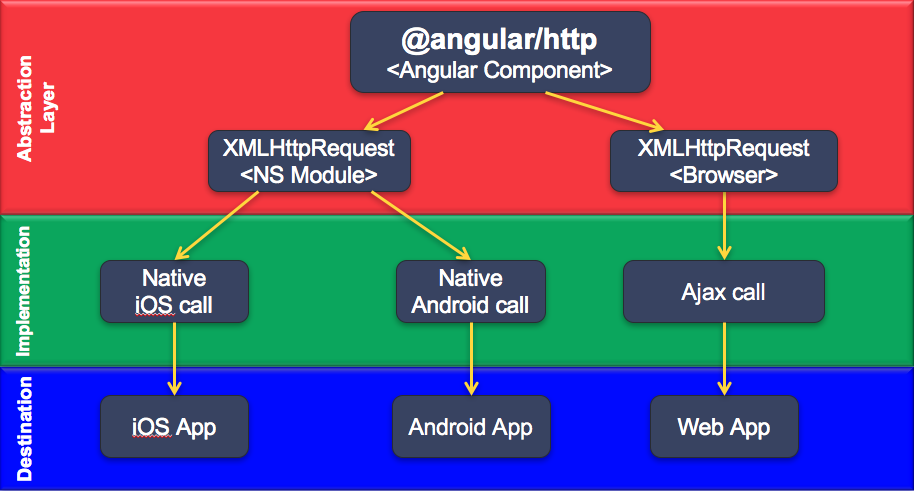 @angular/http
<Angular Component>
Abstraction
Layer
XMLHttpRequest
<NS Module>
XMLHttpRequest
<Browser>
Implementation
Native
iOS call
Native
Android call
Ajax call
Destination
iOS App
Android App
Web App